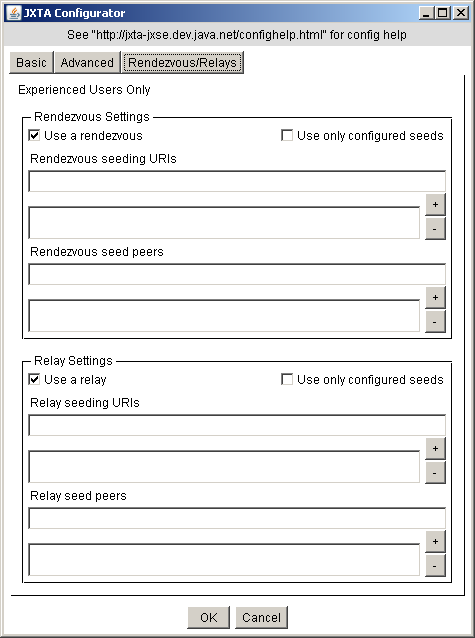 JXTA Configurator
See "http://jxta-jxse.dev.java.net/confighelp.html" for config help
Basic Advanced Rendezvous/Relays
Experienced Users Only
Rendezvous Settings
Use a rendezvous Use only configured seeds
Rendezvous seeding URIs
+
-
Rendezvous seed peers
+
-
Relay Settings
Use a relay Use only configured seeds
Relay seeding URIs
+
-
Relay seed peers
+
-
OK Cancel